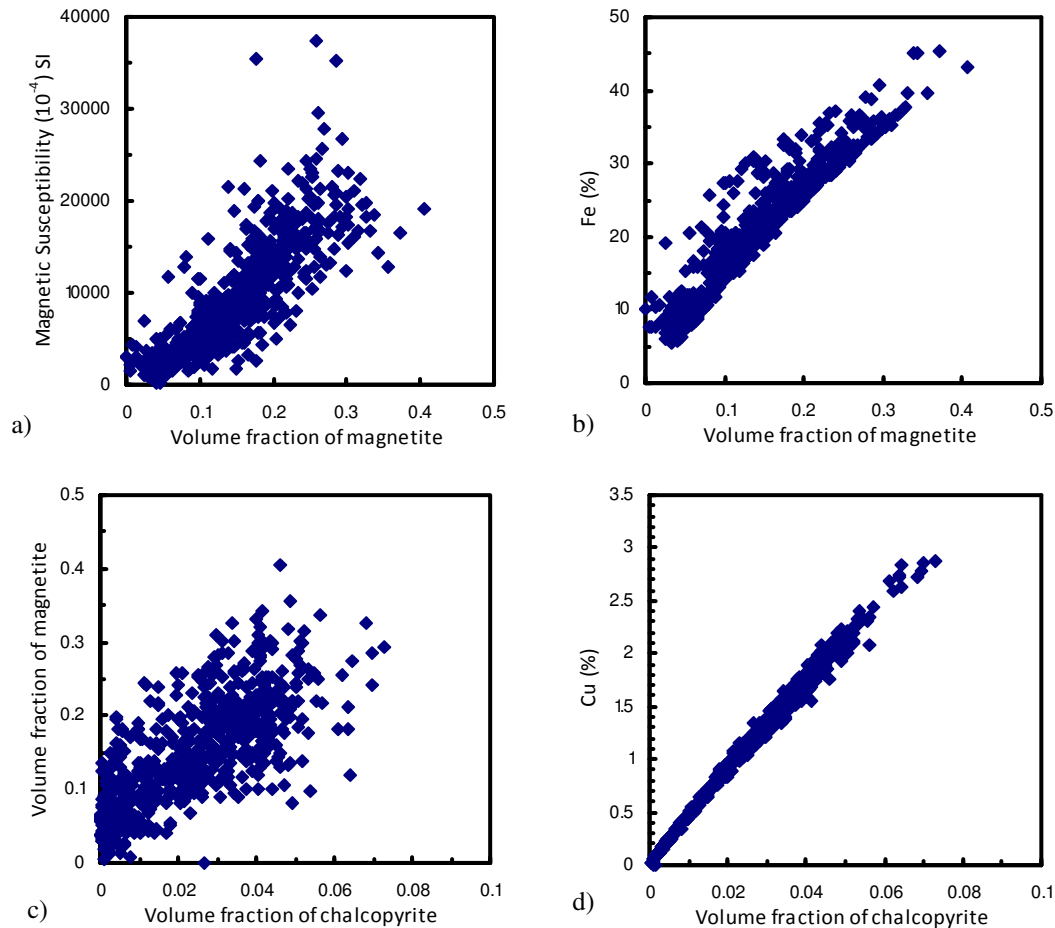 40000
30000
20000
10000
0
0 0.1 0.2 0.3 0.4 0.5
Magnetic Susceptibility (10⁻⁴) SI
Volume fraction of magnetite
a)
50
40
30
20
10
0
0 0.1 0.2 0.3 0.4 0.5
Fe (%)
Volume fraction of magnetite
b)
0.5
0.4
0.3
0.2
0.1
0
0 0.02 0.04 0.06 0.08 0.1
Volume fraction of magnetite
Volume fraction of chalcopyrite
c)
3.5
3
2.5
2
1.5
1
0.5
0
0 0.02 0.04 0.06 0.08 0.1
Cu (%)
Volume fraction of chalcopyrite
d)